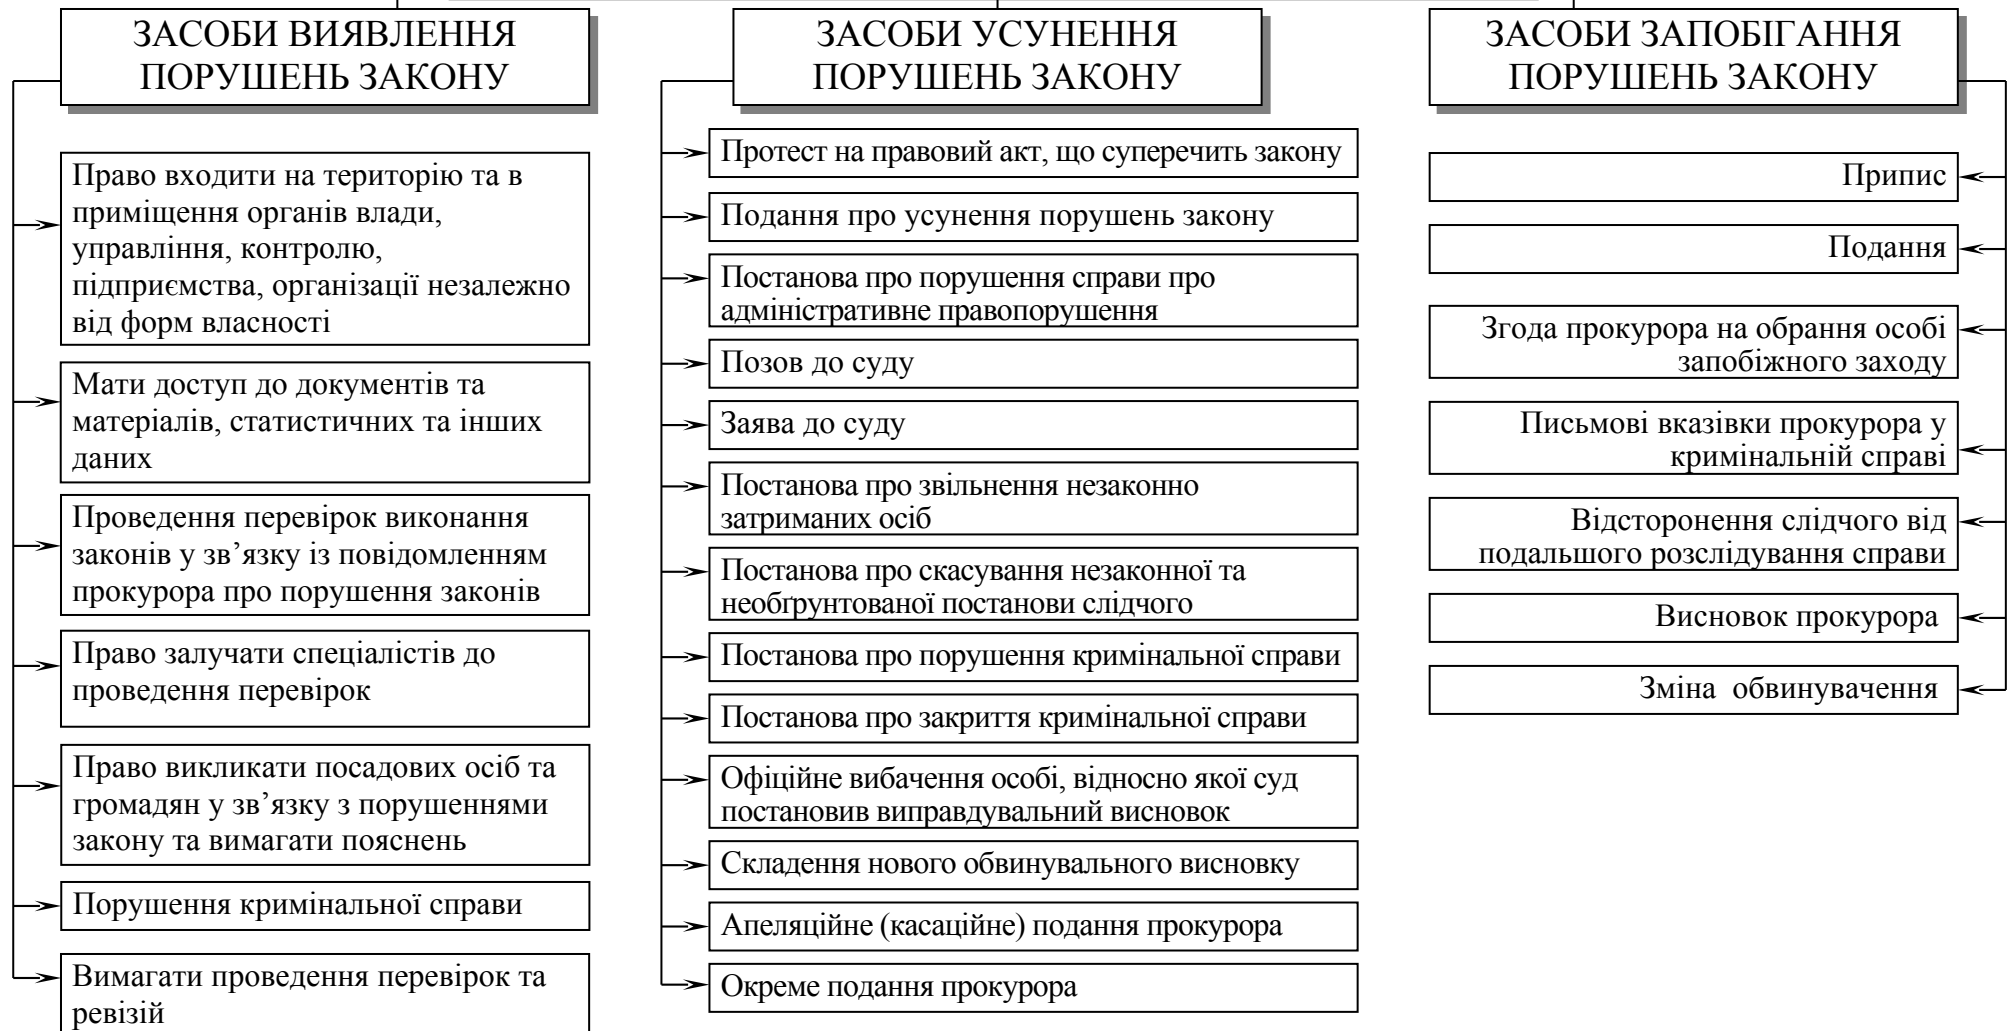 ЗАСОБИ ВИЯВЛЕННЯ
ПОРУШЕНЬ ЗАКОНУ
Право входити на територію та в
приміщення органів влади,
управління, контролю,
підприємства, організації незалежно
від форм власності
Мати доступ до документів та
матеріалів, статистичних та інших
даних
Проведення перевірок виконання
законів у зв’язку із повідомленням
прокурора про порушення законів
Право залучати спеціалістів до
проведення перевірок
Право викликати посадових осіб та
громадян у зв’язку з порушеннями
закону та вимагати пояснень
Порушення кримінальної справи
Вимагати проведення перевірок та
ревізій
ЗАСОБИ УСУНЕННЯ
ПОРУШЕНЬ ЗАКОНУ
Протест на правовий акт, що суперечить закону
Подання про усунення порушень закону
Постанова про порушення справи про
адміністративне правопорушення
Позов до суду
Заява до суду
Постанова про звільнення незаконно
затриманих осіб
Постанова про скасування незаконної та
необґрунтованої постанови слідчого
Постанова про порушення кримінальної справи
Постанова про закриття кримінальної справи
Офіційне вибачення особі, відносно якої суд
постановив виправдувальний висновок
Складення нового обвинувального висновку
Апеляційне (касаційне) подання прокурора
Окреме подання прокурора
ЗАСОБИ ЗАПОБІГАННЯ
ПОРУШЕНЬ ЗАКОНУ
Припис
Подання
Згода прокурора на обрання особі
запобіжного заходу
Письмові вказівки прокурора у
кримінальній справі
Відсторонення слідчого від
подальшого розслідування справи
Висновок прокурора
Зміна обвинувачення